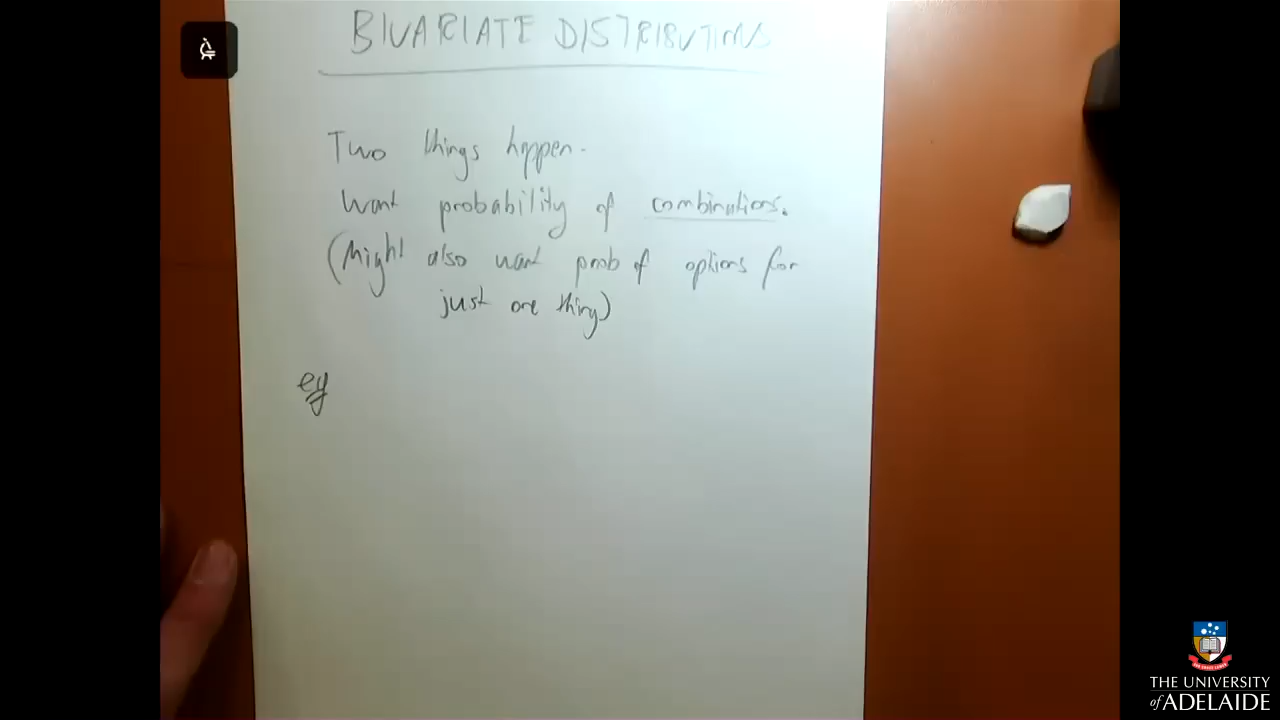 BIVARIATE DISTRIBUTIONS
Two things happen.
Want probability of combinations.
(Might also want prob of options for
just one thing)
eg
THE UNIVERSITY
of ADELAIDE